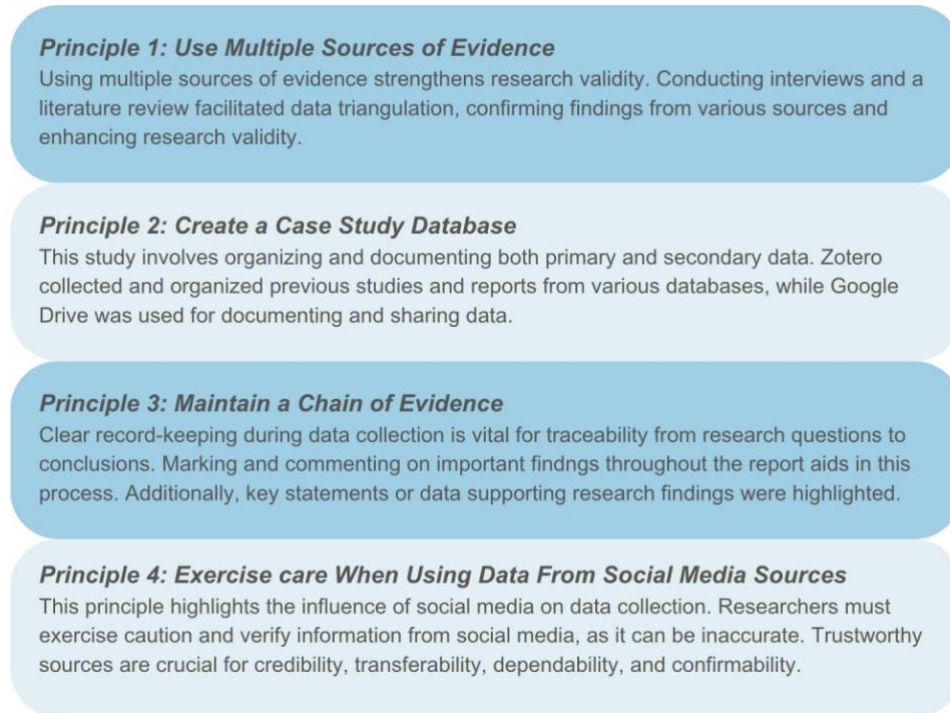 Principle 1: Use Multiple Sources of Evidence
Using multiple sources of evidence strengthens research validity. Conducting interviews and a
literature review facilitated data triangulation, confirming findings from various sources and
enhancing research validity.
Principle 2: Create a Case Study Database
This study involves organizing and documenting both primary and secondary data. Zotero
collected and organized previous studies and reports from various databases, while Google
Drive was used for documenting and sharing data.
Principle 3: Maintain a Chain of Evidence
Clear record-keeping during data collection is vital for traceability from research questions to
conclusions. Marking and commenting on important findngs throughout the report aids in this
process. Additionally, key statements or data supporting research findings were highlighted.
Principle 4: Exercise care When Using Data From Social Media Sources
This principle highlights the influence of social media on data collection. Researchers must
exercise caution and verify information from social media, as it can be inaccurate. Trustworthy
sources are crucial for credibility, transferability, dependability, and confirmability.